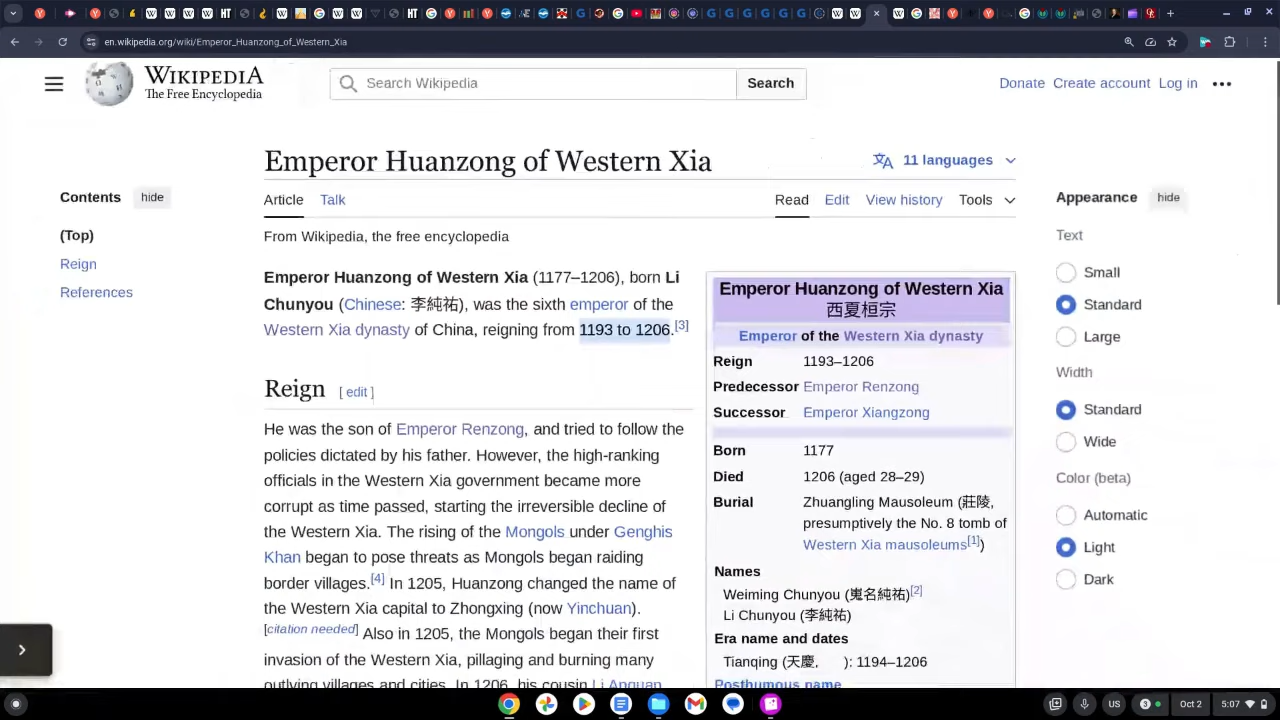 en.wikipedia.org/wiki/Emperor_Huanzong_of_Western_Xia
WIKIPEDIA
The Free Encyclopedia
Search Wikipedia
Search
Donate Create account Log in
Emperor Huanzong of Western Xia
11 languages
Article Talk
Read Edit View history Tools
From Wikipedia, the free encyclopedia
Contents hide
(Top)
Reign
References
Emperor Huanzong of Western Xia (1177–1206), born Li
Chunyou (Chinese: 李純祐), was the sixth emperor of the
Western Xia dynasty of China, reigning from 1193 to 1206.[3]
Reign [ edit ]
He was the son of Emperor Renzong, and tried to follow the
policies dictated by his father. However, the high-ranking
officials in the Western Xia government became more
corrupt as time passed, starting the irreversible decline of
the Western Xia. The rising of the Mongols under Genghis
Khan began to pose threats as Mongols began raiding
border villages.[4] In 1205, Huanzong changed the name of
the Western Xia capital to Zhongxing (now Yinchuan).
[citation needed] Also in 1205, the Mongols began their first
invasion of the Western Xia, pillaging and burning many
outlying villages and cities. In 1206, his cousin Li Anquan
Emperor Huanzong of Western Xia
西夏桓宗
Emperor of the Western Xia dynasty
Reign 1193–1206
Predecessor Emperor Renzong
Successor Emperor Xiangzong
Born 1177
Died 1206 (aged 28–29)
Burial Zhuangling Mausoleum (莊陵,
presumptively the No. 8 tomb of
Western Xia mausoleums[1])
Names
Weiming Chunyou (嵬名純祐)[2]
Li Chunyou (李純祐)
Era name and dates
Tianqing (天慶, ): 1194–1206
Posthumous name
Appearance hide
Text
Small
Standard
Large
Width
Standard
Wide
Color (beta)
Automatic
Light
Dark
US 3 Oct 2 5:07